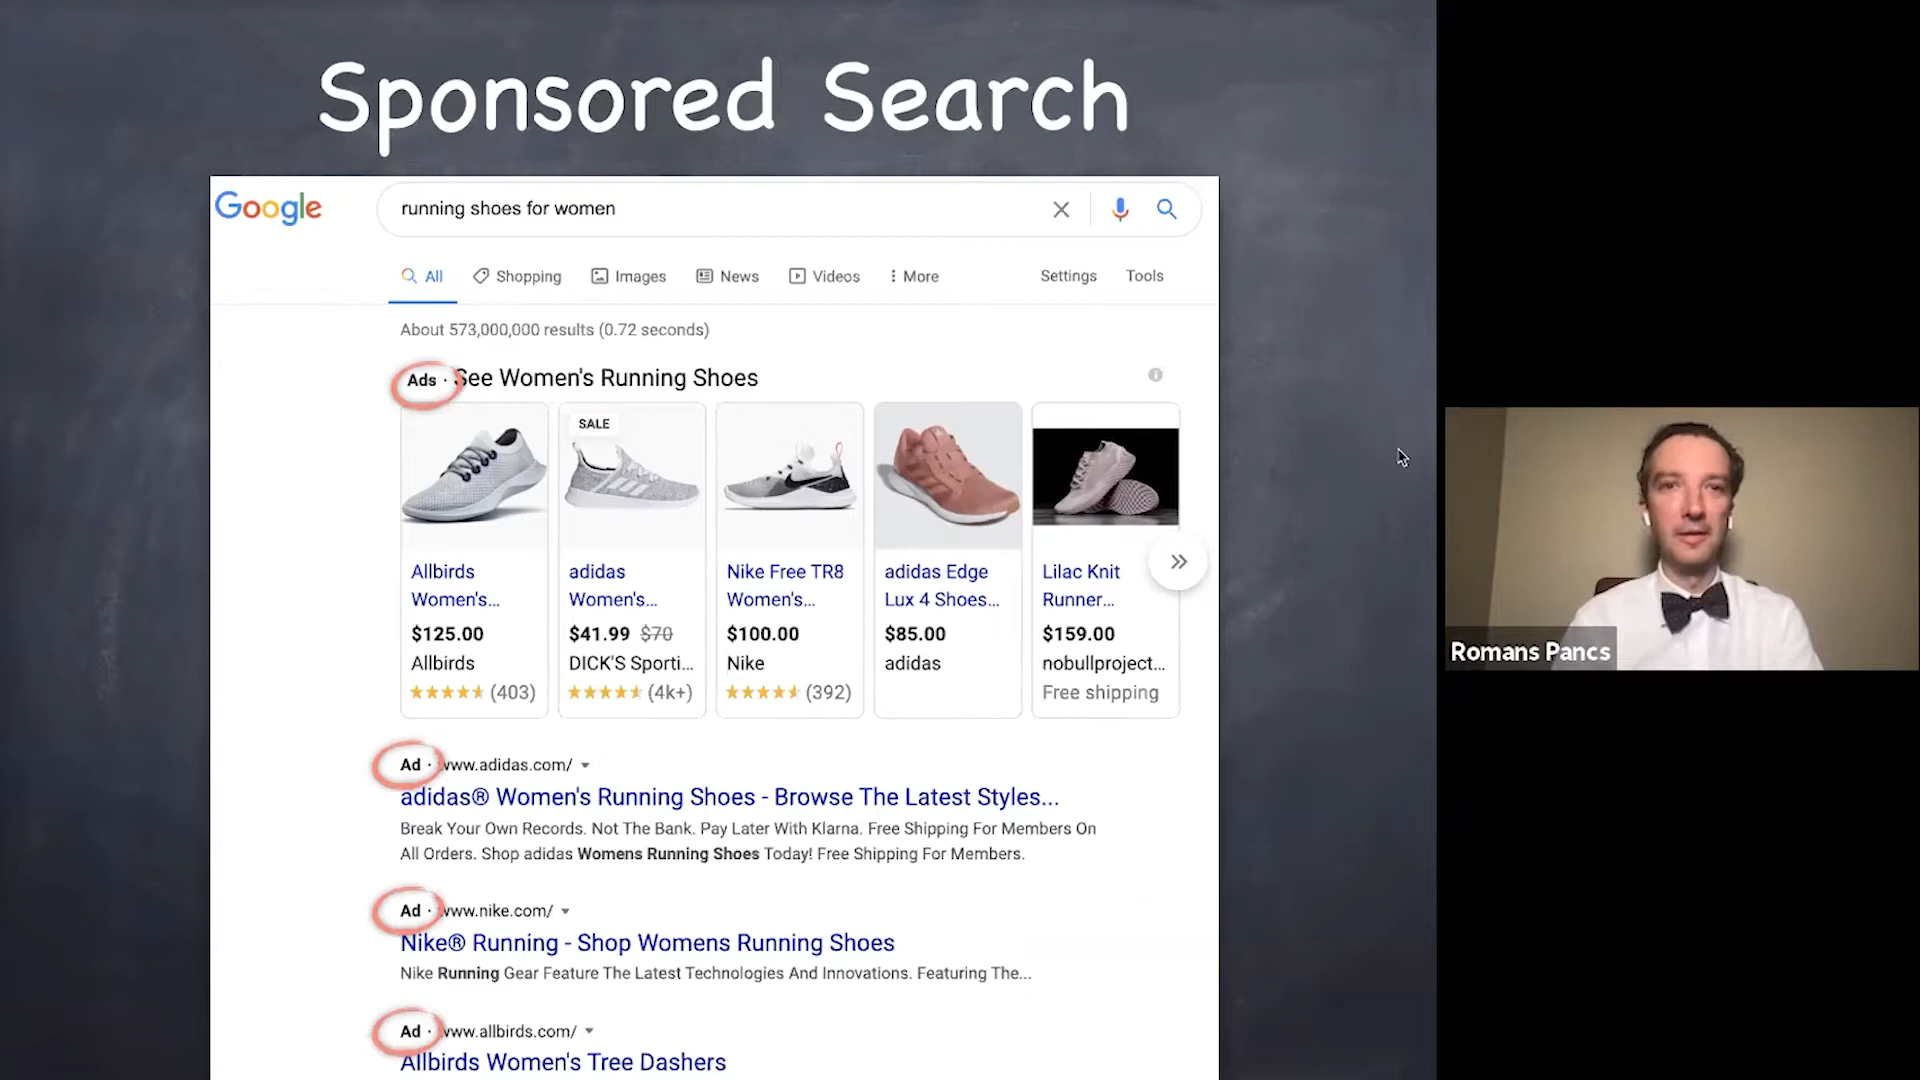 Sponsored Search
Google
running shoes for women
All Shopping Images News Videos More Settings Tools
About 573,000,000 results (0.72 seconds)
Ads · See Women's Running Shoes
SALE
Allbirds
Women's...
$125.00
Allbirds
(403)
adidas
Women's...
$41.99 $70
DICK'S Sporti...
(4k+)
Nike Free TR8
Women's...
$100.00
Nike
(392)
adidas Edge
Lux 4 Shoes...
$85.00
adidas
Lilac Knit
Runner...
$159.00
nobullproject...
Free shipping
Ad · www.adidas.com/
adidas® Women's Running Shoes - Browse The Latest Styles...
Break Your Own Records. Not The Bank. Pay Later With Klarna. Free Shipping For Members On
All Orders. Shop adidas Womens Running Shoes Today! Free Shipping For Members.
Ad · www.nike.com/
Nike® Running - Shop Womens Running Shoes
Nike Running Gear Feature The Latest Technologies And Innovations. Featuring The...
Ad · www.allbirds.com/
Allbirds Women's Tree Dashers
Romans Pancs